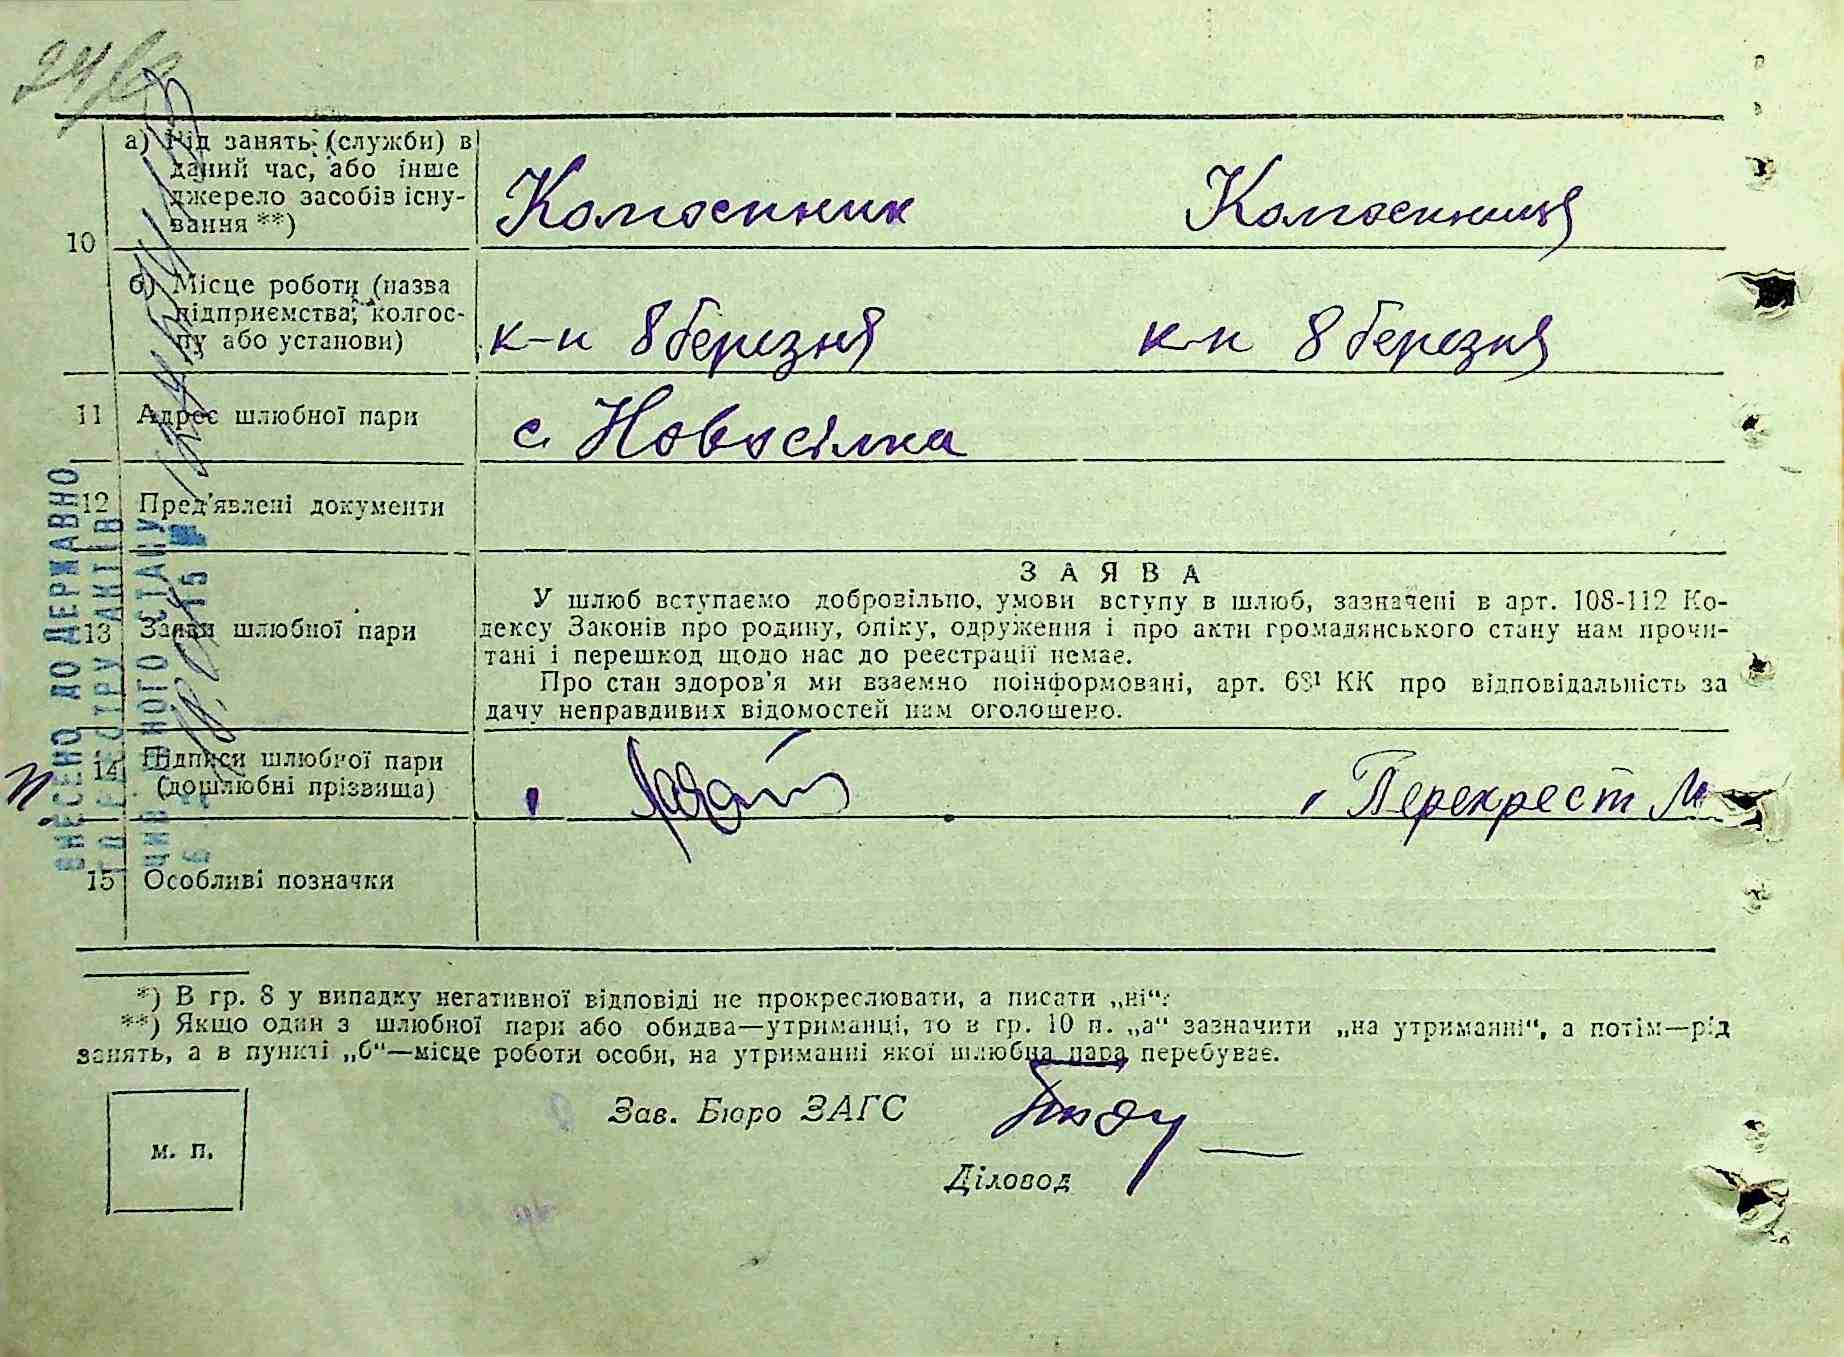 а) Рід занять (служби) в
даний час, або інше
джерело засобів існу-
вання **)
10
Колгоспник Колгоспниця
б) Місце роботи (назва
підприємства, колгос-
пу або установи)
к-п 8 березня к-п 8 березня
11 Адрес шлюбної пари
с. Новосілка
12 Пред'явлені документи
13 Заяви шлюбної пари
ЗАЯВА
У шлюб вступаємо добровільно, умови вступу в шлюб, зазначені в арт. 108-112 Ко-
дексу Законів про родину, опіку, одруження і про акти громадянського стану нам прочи-
тані і перешкод щодо нас до реєстрації немає.
Про стан здоров'я ми взаємно поінформовані, арт. 68¹ КК про відповідальність за
дачу неправдивих відомостей нам оголошено.
14 Підписи шлюбної пари
(дошлюбні прізвища)
Перекрест М
15 Особливі позначки
ВНЕСЕНО ДО ДЕРЖАВНО
ГО РЕЄСТРУ АКТІВ
СТАНУ
*) В гр. 8 у випадку негативної відповіді не прокреслювати, а писати „ні“.
**) Якщо один з шлюбної пари або обидва—утриманці, то в гр. 10 п. „а“ зазначити „на утриманні“, а потім—рід
занять, а в пункті „б“—місце роботи особи, на утриманні якої шлюбна пара перебуває.
Зав. Бюро ЗАГС
Діловод
м. п.